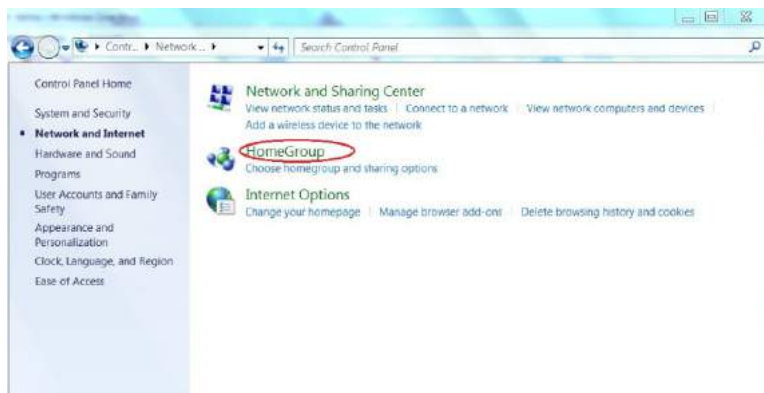 Contr... Network... Search Control Panel
Control Panel Home
System and Security
Network and Internet
Hardware and Sound
Programs
User Accounts and Family
Safety
Appearance and
Personalization
Clock, Language, and Region
Ease of Access
Network and Sharing Center
View network status and tasks Connect to a network View network computers and devices
Add a wireless device to the network
HomeGroup
Choose homegroup and sharing options
Internet Options
Change your homepage Manage browser add-ons Delete browsing history and cookies